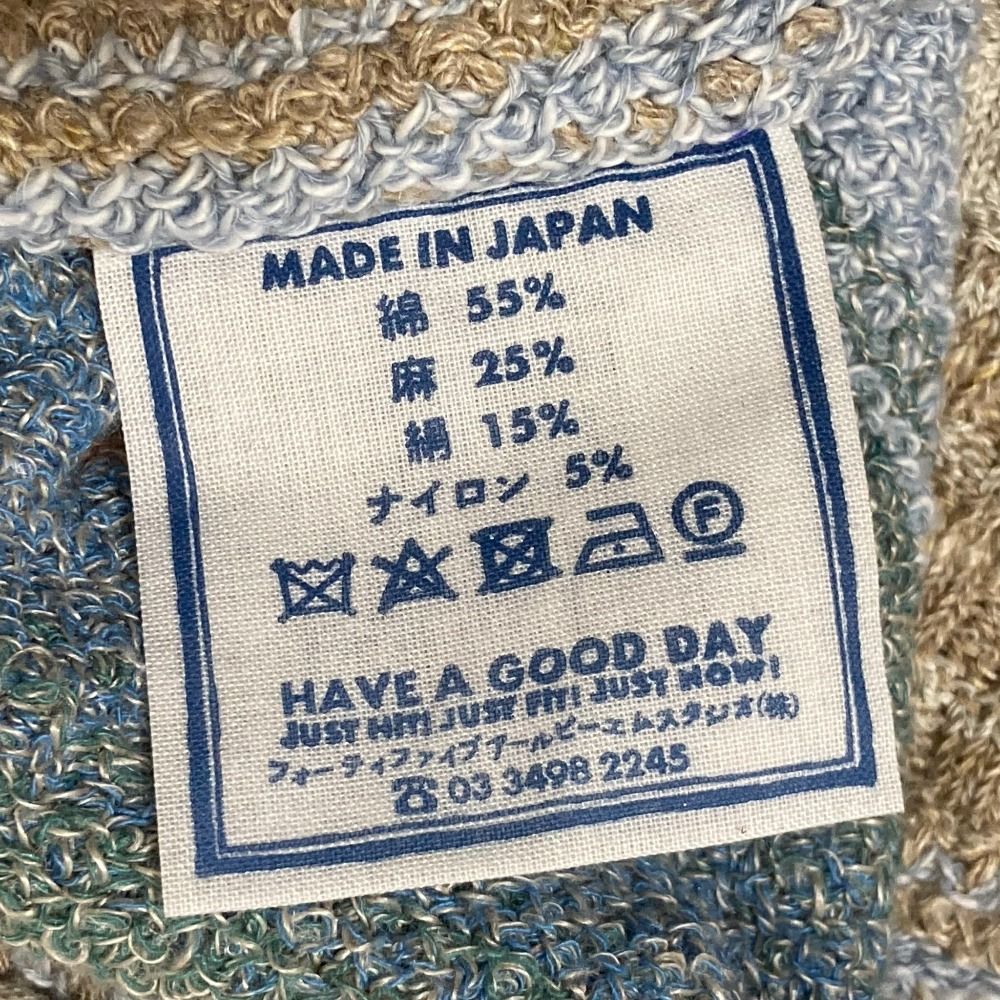 MADE IN JAPAN
綿 55%
麻 25%
絹 15%
ナイロン 5%
F
HAVE A GOOD DAY
JUST HIT! JUST FIT! JUST NOW!
フォーティファイブアールピーエムスタジオ(株)
☎ 03 3498 2245